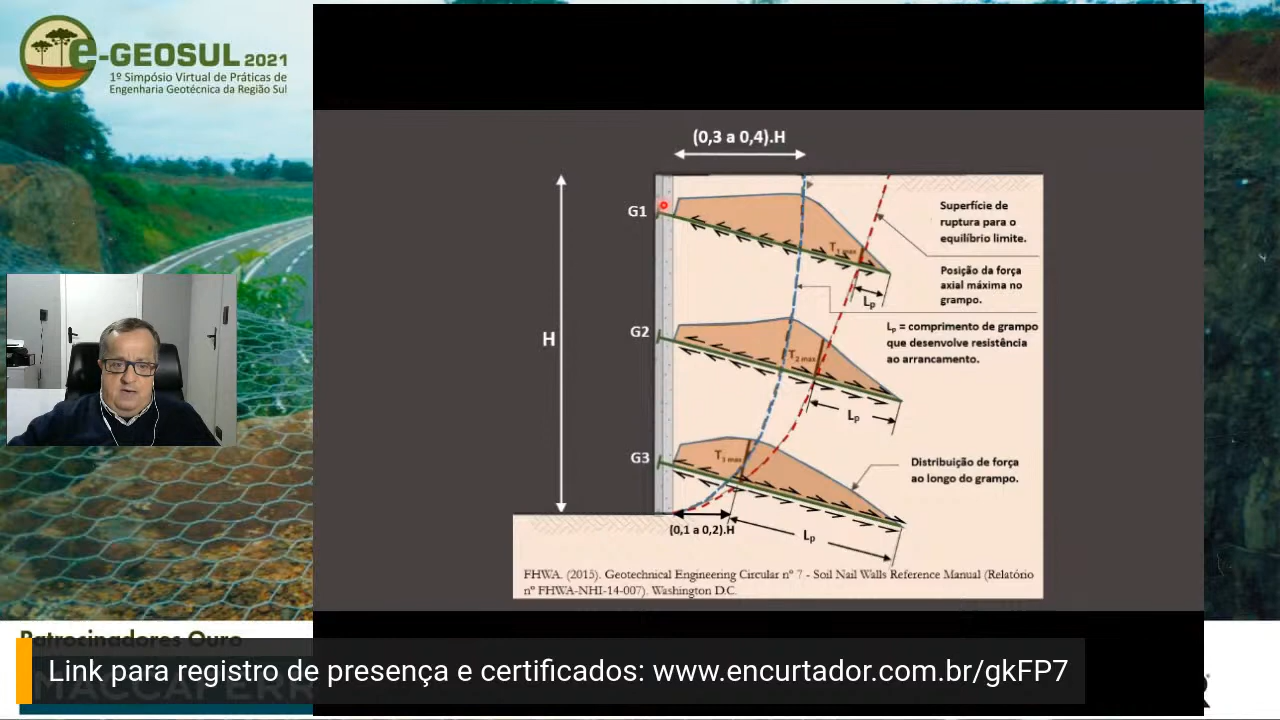 e-GEOSUL 2021
1º Simpósio Virtual de Práticas de
Engenharia Geotécnica da Região Sul
(0,3 a 0,4).H
G1
Superfície de
ruptura para o
equilíbrio limite.
T1 max
Posição da força
axial máxima no
grampo.
Lp
G2
H
Lp = comprimento de grampo
que desenvolve resistência
ao arrancamento.
T2 max
Lp
G3
T3 max
Distribuição de força
ao longo do grampo.
(0,1 a 0,2).H
Lp
FHWA. (2015). Geotechnical Engineering Circular nº 7 - Soil Nail Walls Reference Manual (Relatório
nº FHWA-NHI-14-007). Washington D.C.
Patrocinadores Ouro
Link para registro de presença e certificados: www.encurtador.com.br/gkFP7
MACCAFERRI